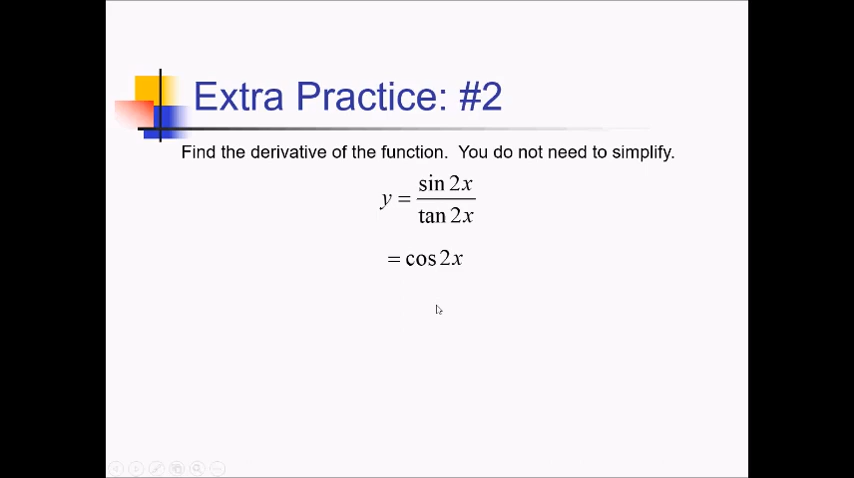 Extra Practice: #2
Find the derivative of the function.  You do not need to simplify.
y = sin 2x / tan 2x
= cos 2x